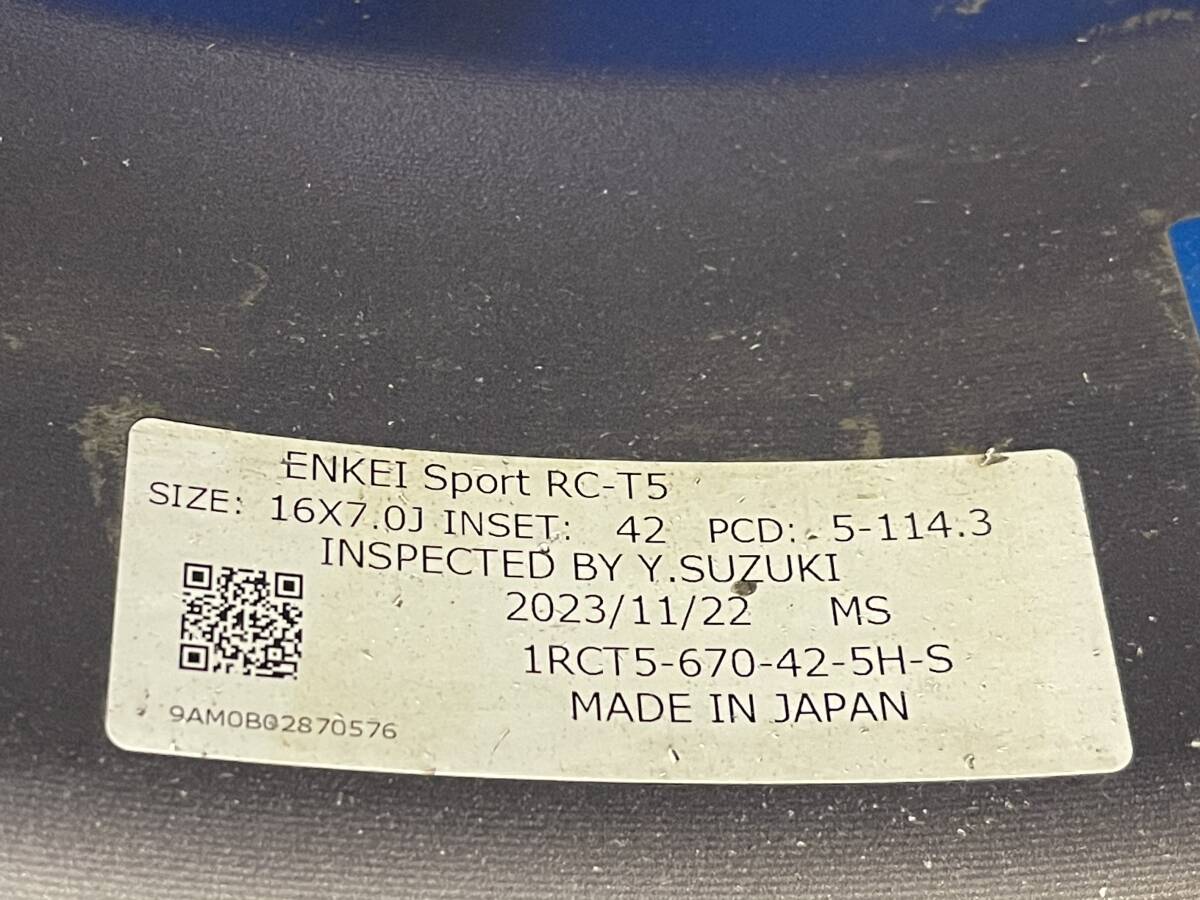 ENKEI Sport RC-T5
SIZE: 16X7.0J INSET: 42 PCD: 5-114.3
INSPECTED BY Y.SUZUKI
2023/11/22 MS
1RCT5-670-42-5H-S
MADE IN JAPAN
9AM0B02870576